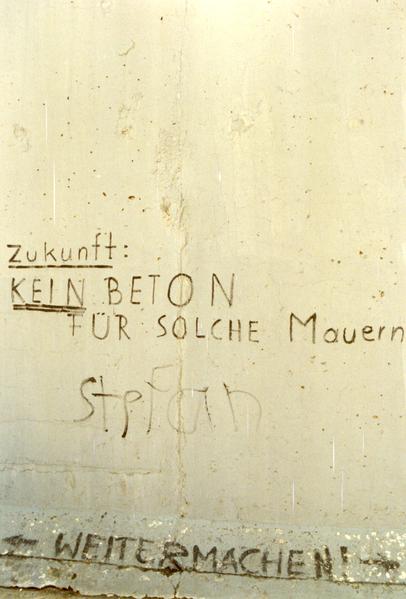 Zukunft:
KEIN BETON
FÜR SOLCHE Mauern
Stefan
← WEITERMACHEN! →